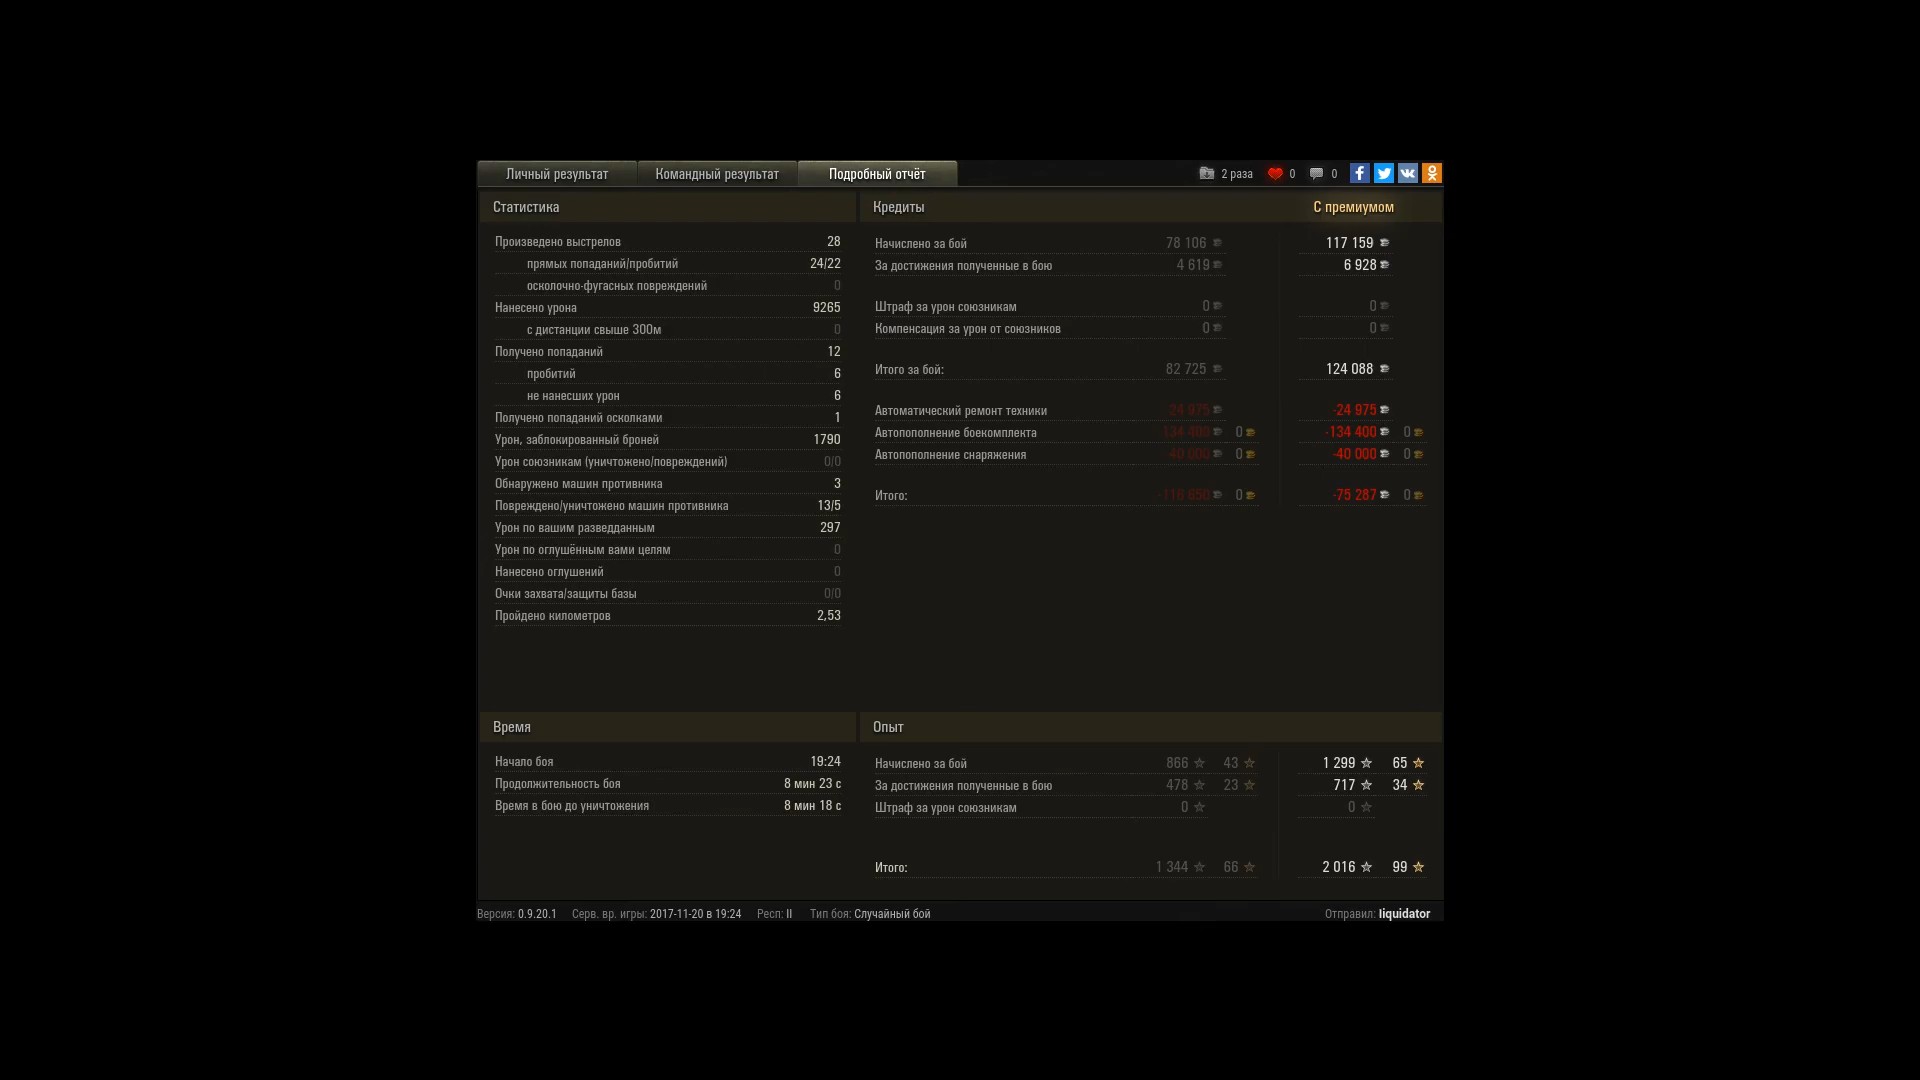 Личный результат Командный результат Подробный отчёт 2 раза 0 0
Статистика
Произведено выстрелов 28
прямых попаданий/пробитий 24/22
осколочно-фугасных повреждений 0
Нанесено урона 9265
с дистанции свыше 300м 0
Получено попаданий 12
пробитий 6
не нанесших урон 6
Получено попаданий осколками 1
Урон, заблокированный броней 1790
Урон союзникам (уничтожено/повреждений) 0/0
Обнаружено машин противника 3
Повреждено/уничтожено машин противника 13/5
Урон по вашим разведданным 297
Урон по оглушённым вами целям 0
Нанесено оглушений 0
Очки захвата/защиты базы 0/0
Пройдено километров 2,53
Кредиты С премиумом
Начислено за бой 78 106 117 159
За достижения полученные в бою 4 619 6 928
Штраф за урон союзникам 0 0
Компенсация за урон от союзников 0 0
Итого за бой: 82 725 124 088
Автоматический ремонт техники -24 975 -24 975
Автопополнение боекомплекта -134 400 0 -134 400 0
Автопополнение снаряжения -40 000 0 -40 000 0
Итого: -116 650 0 -75 287 0
Время
Начало боя 19:24
Продолжительность боя 8 мин 23 с
Время в бою до уничтожения 8 мин 18 с
Опыт
Начислено за бой 866 43 1 299 65
За достижения полученные в бою 478 23 717 34
Штраф за урон союзникам 0 0
Итого: 1 344 66 2 016 99
Версия: 0.9.20.1 Серв. вр. игры: 2017-11-20 в 19:24 Респ: II Тип боя: Случайный бой Отправил: liquidator